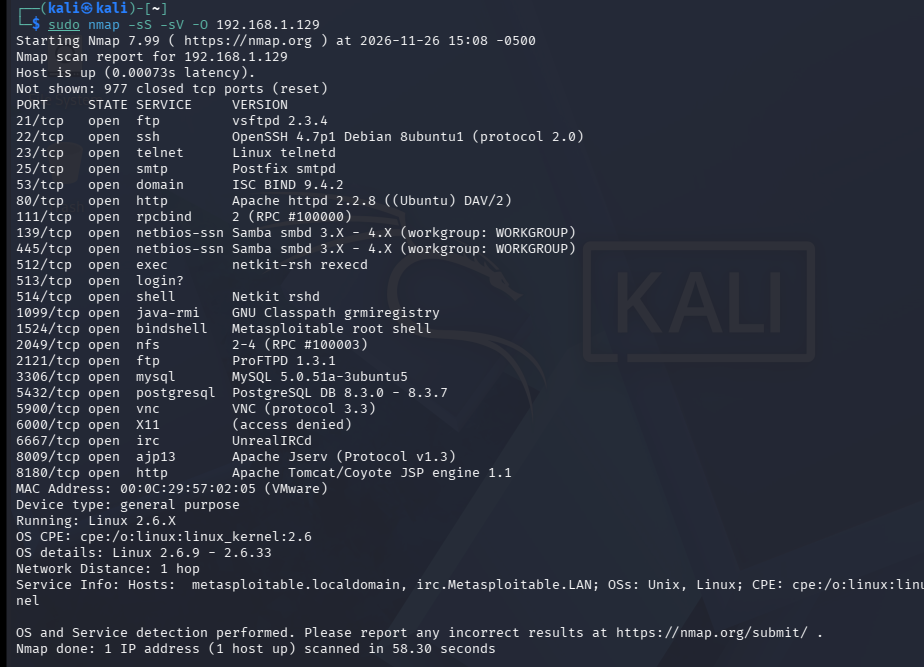 ┌──(kali㉿kali)-[~]
└─$ sudo nmap -sS -sV -O 192.168.1.129
Starting Nmap 7.99 ( https://nmap.org ) at 2026-11-26 15:08 -0500
Nmap scan report for 192.168.1.129
Host is up (0.00073s latency).
Not shown: 977 closed tcp ports (reset)
PORT     STATE SERVICE     VERSION
21/tcp   open  ftp         vsftpd 2.3.4
22/tcp   open  ssh         OpenSSH 4.7p1 Debian 8ubuntu1 (protocol 2.0)
23/tcp   open  telnet      Linux telnetd
25/tcp   open  smtp        Postfix smtpd
53/tcp   open  domain      ISC BIND 9.4.2
80/tcp   open  http        Apache httpd 2.2.8 ((Ubuntu) DAV/2)
111/tcp  open  rpcbind     2 (RPC #100000)
139/tcp  open  netbios-ssn Samba smbd 3.X - 4.X (workgroup: WORKGROUP)
445/tcp  open  netbios-ssn Samba smbd 3.X - 4.X (workgroup: WORKGROUP)
512/tcp  open  exec        netkit-rsh rexecd
513/tcp  open  login?
514/tcp  open  shell       Netkit rshd
1099/tcp open  java-rmi    GNU Classpath grmiregistry
1524/tcp open  bindshell   Metasploitable root shell
2049/tcp open  nfs         2-4 (RPC #100003)
2121/tcp open  ftp         ProFTPD 1.3.1
3306/tcp open  mysql       MySQL 5.0.51a-3ubuntu5
5432/tcp open  postgresql  PostgreSQL DB 8.3.0 - 8.3.7
5900/tcp open  vnc         VNC (protocol 3.3)
6000/tcp open  X11         (access denied)
6667/tcp open  irc         UnrealIRCd
8009/tcp open  ajp13       Apache Jserv (Protocol v1.3)
8180/tcp open  http        Apache Tomcat/Coyote JSP engine 1.1
MAC Address: 00:0C:29:57:02:05 (VMware)
Device type: general purpose
Running: Linux 2.6.X
OS CPE: cpe:/o:linux:linux_kernel:2.6
OS details: Linux 2.6.9 - 2.6.33
Network Distance: 1 hop
Service Info: Hosts:  metasploitable.localdomain, irc.Metasploitable.LAN; OSs: Unix, Linux; CPE: cpe:/o:linux:linu
nel
OS and Service detection performed. Please report any incorrect results at https://nmap.org/submit/ .
Nmap done: 1 IP address (1 host up) scanned in 58.30 seconds
KALI